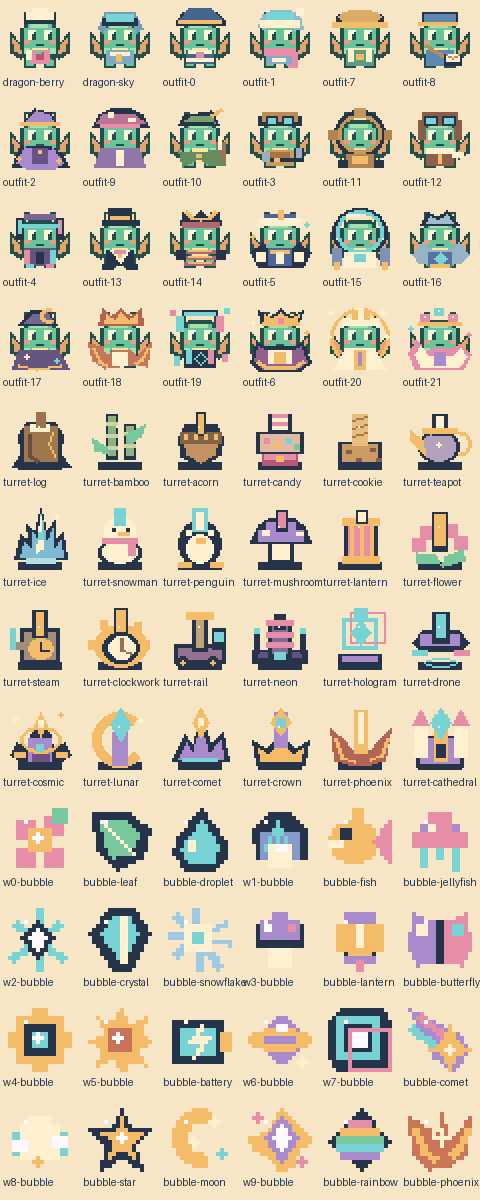 dragon-berry dragon-sky outfit-0 outfit-1 outfit-7 outfit-8
outfit-2 outfit-9 outfit-10 outfit-3 outfit-11 outfit-12
outfit-4 outfit-13 outfit-14 outfit-5 outfit-15 outfit-16
outfit-17 outfit-18 outfit-19 outfit-6 outfit-20 outfit-21
turret-log turret-bamboo turret-acorn turret-candy turret-cookie turret-teapot
turret-ice turret-snowman turret-penguin turret-mushroom turret-lantern turret-flower
turret-steam turret-clockwork turret-rail turret-neon turret-hologram turret-drone
turret-cosmic turret-lunar turret-comet turret-crown turret-phoenix turret-cathedral
w0-bubble bubble-leaf bubble-droplet w1-bubble bubble-fish bubble-jellyfish
w2-bubble bubble-crystal bubble-snowflake w3-bubble bubble-lantern bubble-butterfly
w4-bubble w5-bubble bubble-battery w6-bubble w7-bubble bubble-comet
w8-bubble bubble-star bubble-moon w9-bubble bubble-rainbow bubble-phoenix